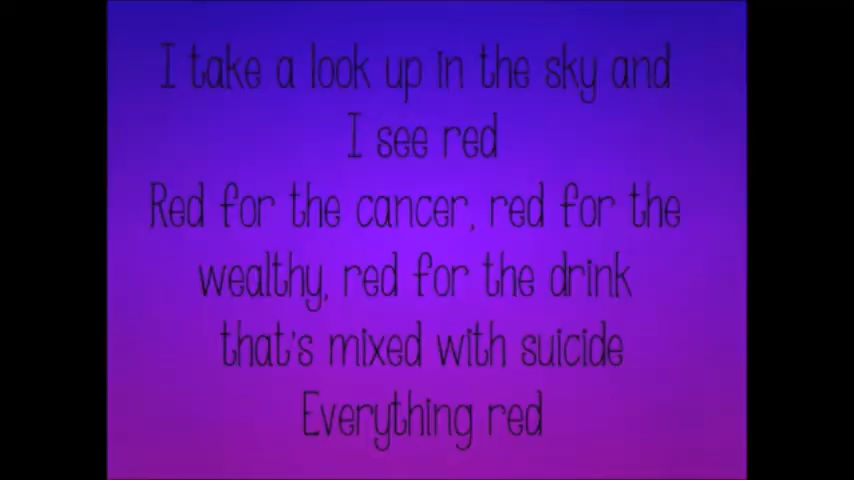 I take a look up in the sky and
I see red
Red for the cancer, red for the
wealthy, red for the drink
that's mixed with suicide
Everything red